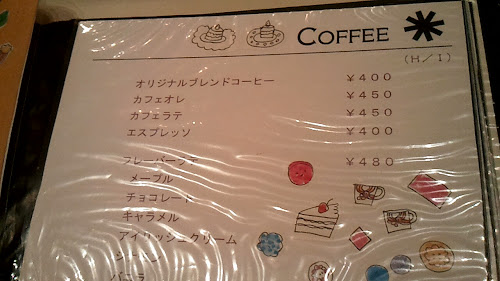 COFFEE
(H/I)
オリジナルブレンドコーヒー ￥400
カフェオレ ￥450
カフェラテ ￥450
エスプレッソ ￥400
フレーバーラテ ￥480
メープル
チョコレート
キャラメル
アイリッシュクリーム
バニラ